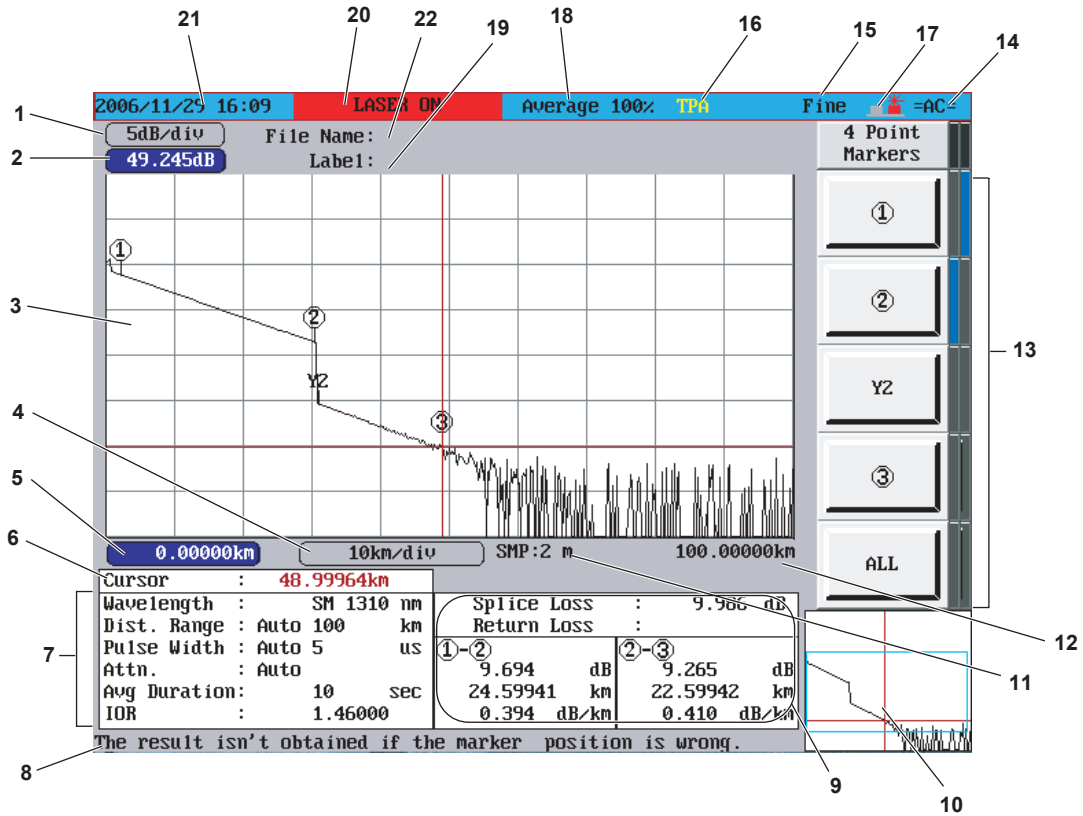 21 20 22 19 18 16 15 17 14
2006/11/29 16:09 LASER ON Average 100% TPA Fine =AC
1 5dB/div File Name:
2 49.245dB Label:
4 Point
Markers
①
②
Y2
③
ALL
13
①
②
Y2
③
3
4
5 0.00000km 10km/div SMP:2 m 100.00000km
6 Cursor : 48.99964km
7
Wavelength : SM 1310 nm
Dist. Range : Auto 100 km
Pulse Width : Auto 5 us
Attn. : Auto
Avg Duration: 10 sec
IOR : 1.46000
Splice Loss : 9.986 dB
Return Loss :
①-② ②-③
9.694 dB 9.265 dB
24.59941 km 22.59942 km
0.394 dB/km 0.410 dB/km
12
11
8 The result isn't obtained if the marker position is wrong.
9
10